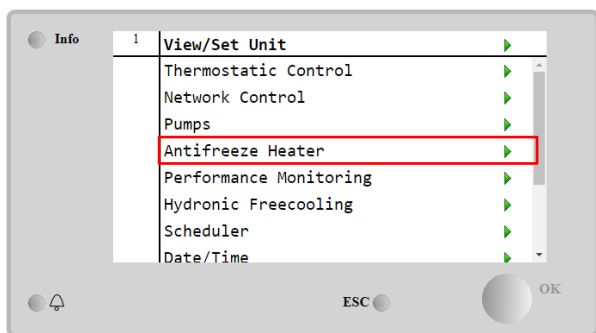 Info
1
View/Set Unit
Thermostatic Control
Network Control
Pumps
Antifreeze Heater
Performance Monitoring
Hydronic Freecooling
Scheduler
Date/Time
ESC
OK